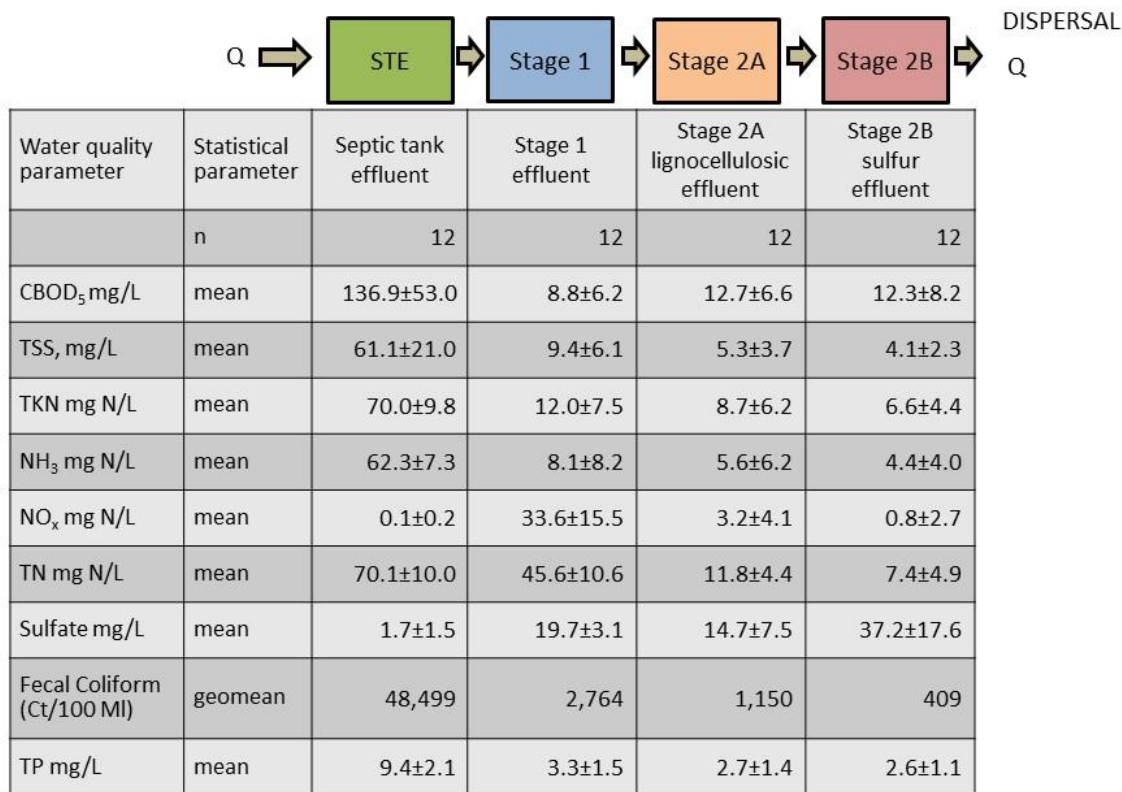 DISPERSAL
Q STE Stage 1 Stage 2A Stage 2B Q
Water quality parameter Statistical parameter Septic tank effluent Stage 1 effluent Stage 2A lignocellulosic effluent Stage 2B sulfur effluent
n 12 12 12 12
CBOD₅ mg/L mean 136.9±53.0 8.8±6.2 12.7±6.6 12.3±8.2
TSS, mg/L mean 61.1±21.0 9.4±6.1 5.3±3.7 4.1±2.3
TKN mg N/L mean 70.0±9.8 12.0±7.5 8.7±6.2 6.6±4.4
NH₃ mg N/L mean 62.3±7.3 8.1±8.2 5.6±6.2 4.4±4.0
NOₓ mg N/L mean 0.1±0.2 33.6±15.5 3.2±4.1 0.8±2.7
TN mg N/L mean 70.1±10.0 45.6±10.6 11.8±4.4 7.4±4.9
Sulfate mg/L mean 1.7±1.5 19.7±3.1 14.7±7.5 37.2±17.6
Fecal Coliform (Ct/100 Ml) geomean 48,499 2,764 1,150 409
TP mg/L mean 9.4±2.1 3.3±1.5 2.7±1.4 2.6±1.1